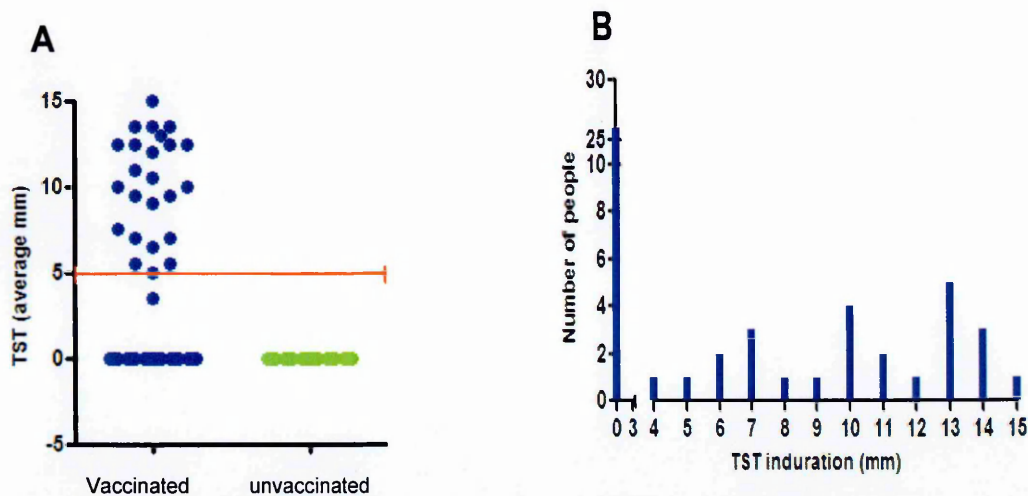 A
TST (average mm)
15
10
5
0
-5
Vaccinated unvaccinated
B
Number of people
30
25
10
8
6
4
2
0
0 3 4 5 6 7 8 9 10 11 12 13 14 15
TST induration (mm)